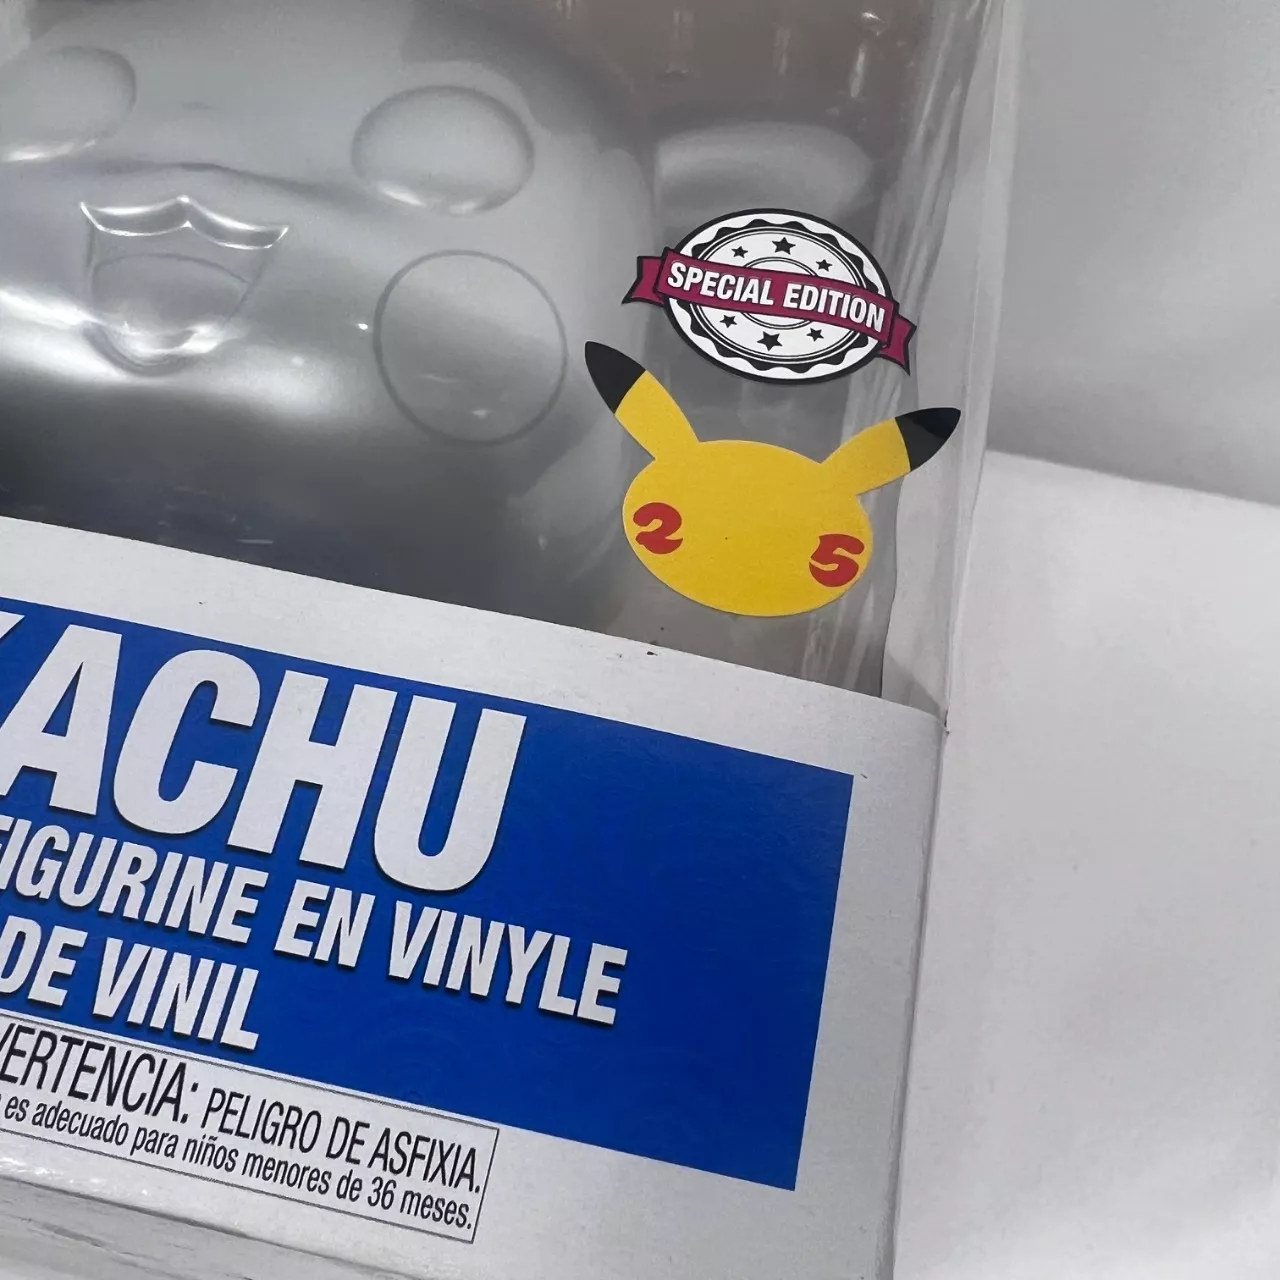 SPECIAL EDITION
2 5
ACHU
FIGURINE EN VINYLE
DE VINIL
VERTENCIA: PELIGRO DE ASFIXIA.
es adecuado para niños menores de 36 meses.